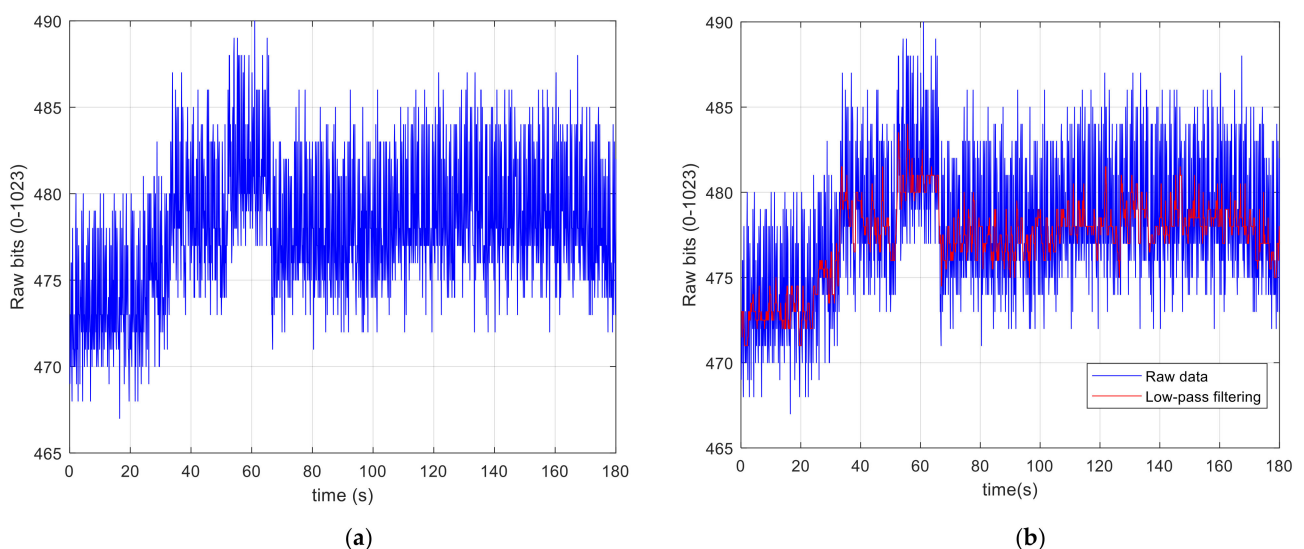 490
485
480
475
470
465
Raw bits (0-1023)
0 20 40 60 80 100 120 140 160 180
time (s)
(a)
490
485
480
475
470
465
Raw bits (0-1023)
Raw data
Low-pass filtering
0 20 40 60 80 100 120 140 160 180
time(s)
(b)